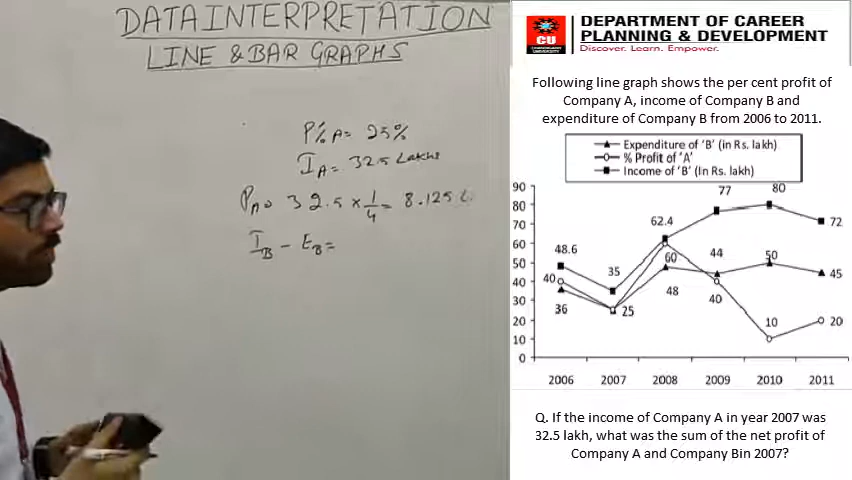 DATA INTERPRETATION
LINE & BAR GRAPHS
P% A = 25%
I A = 32.5 Lakhs
P A = 32.5 × 1/4 = 8.125 L
I B - E B =
CU
CHANDIGARH UNIVERSITY
DEPARTMENT OF CAREER
PLANNING & DEVELOPMENT
Discover. Learn. Empower.
Following line graph shows the per cent profit of
Company A, income of Company B and
expenditure of Company B from 2006 to 2011.
Expenditure of 'B' (in Rs. lakh)
% Profit of 'A'
Income of 'B' (In Rs. lakh)
90
80
70
60
50
40
30
20
10
0
48.6 35 62.4 77 80 72
40 25 60 40 10 20
36 48 44 50 45
2006 2007 2008 2009 2010 2011
Q. If the income of Company A in year 2007 was
32.5 lakh, what was the sum of the net profit of
Company A and Company Bin 2007?